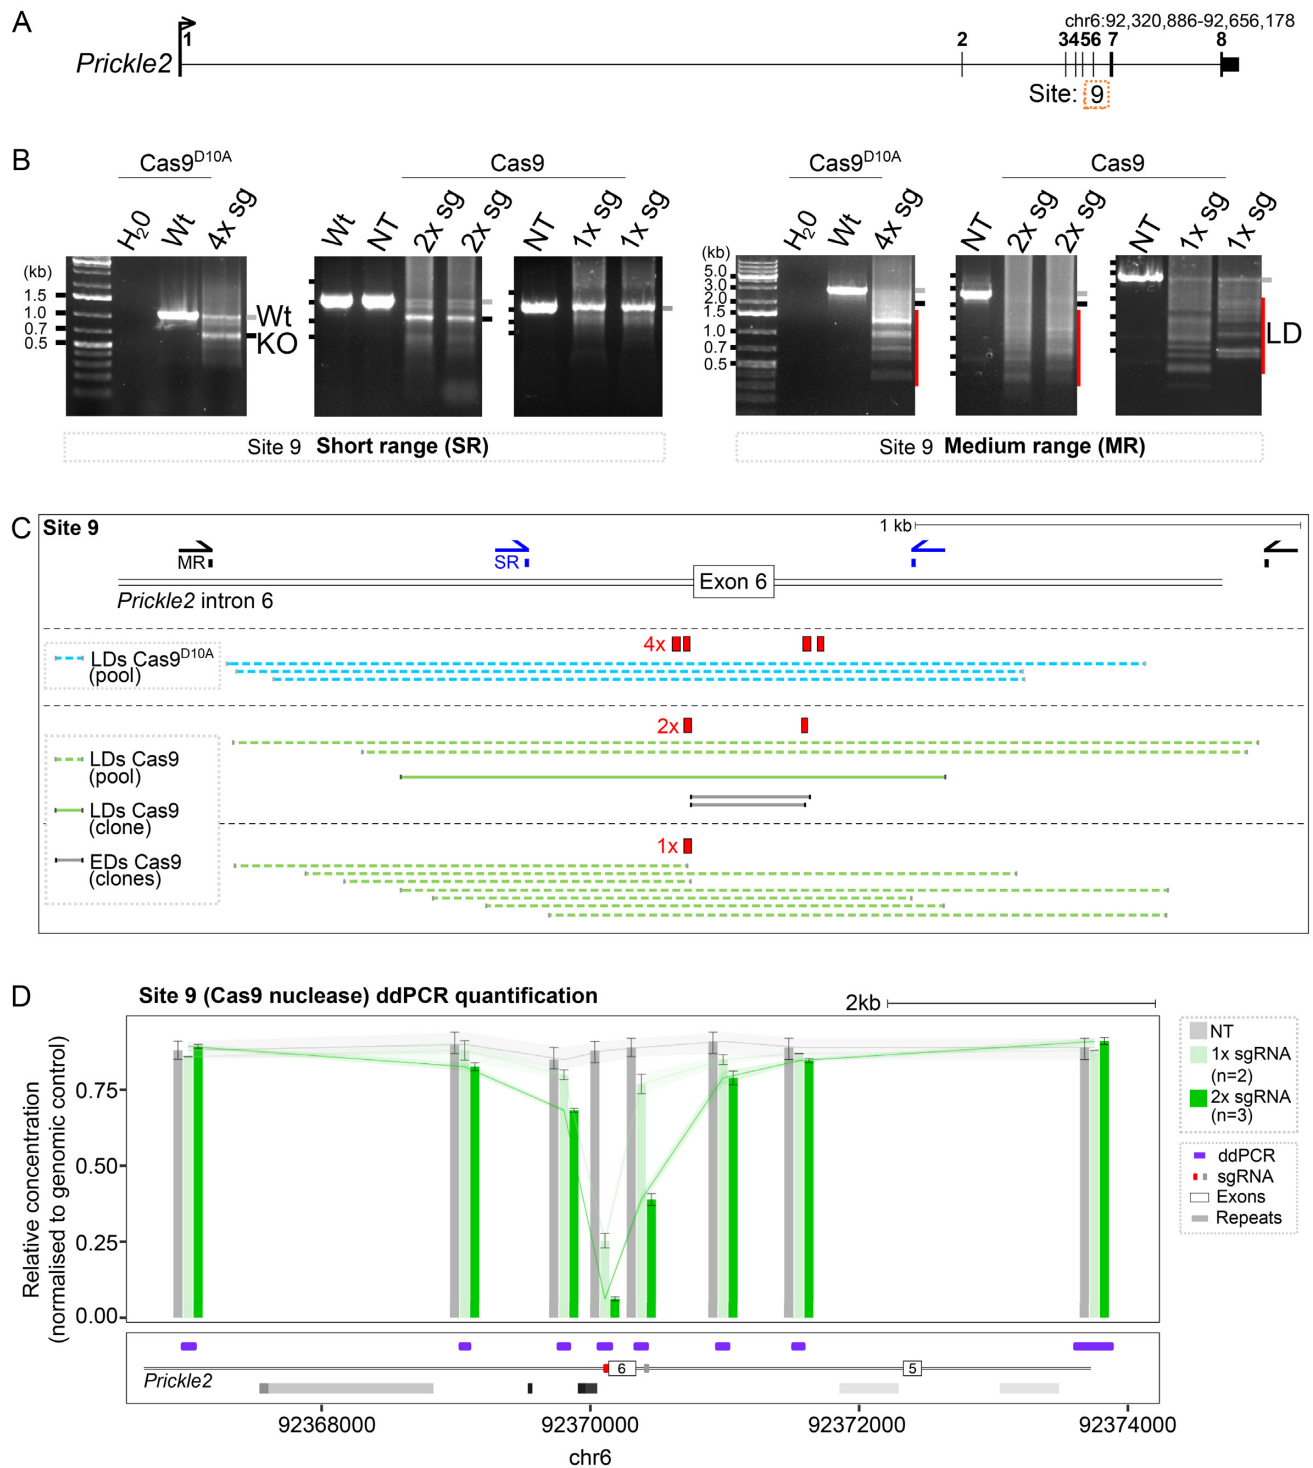 A
chr6:92,320,886-92,656,178
1 2 3 4 5 6 7 8
Prickle2
Site: 9
B
Cas9D10A
H20 Wt 4x sg
Cas9
Wt NT 2x sg 2x sg NT 1x sg 1x sg
(kb)
1.5
1.0
0.7
0.5
Wt
KO
Site 9 Short range (SR)
Cas9D10A
H20 Wt 4x sg
Cas9
NT 2x sg 2x sg NT 1x sg 1x sg
(kb)
5.0
3.0
2.0
1.5
1.0
0.7
0.5
LD
Site 9 Medium range (MR)
C
Site 9
1 kb
MR
SR
Exon 6
Prickle2 intron 6
4x
LDs Cas9D10A
(pool)
2x
LDs Cas9
(pool)
LDs Cas9
(clone)
EDs Cas9
(clones)
1x
D
Site 9 (Cas9 nuclease) ddPCR quantification
2kb
Relative concentration
(normalised to genomic control)
0.75
0.50
0.25
0.00
NT
1x sgRNA
(n=2)
2x sgRNA
(n=3)
ddPCR
sgRNA
Exons
Repeats
6 5
Prickle2
92368000 92370000 92372000 92374000
chr6